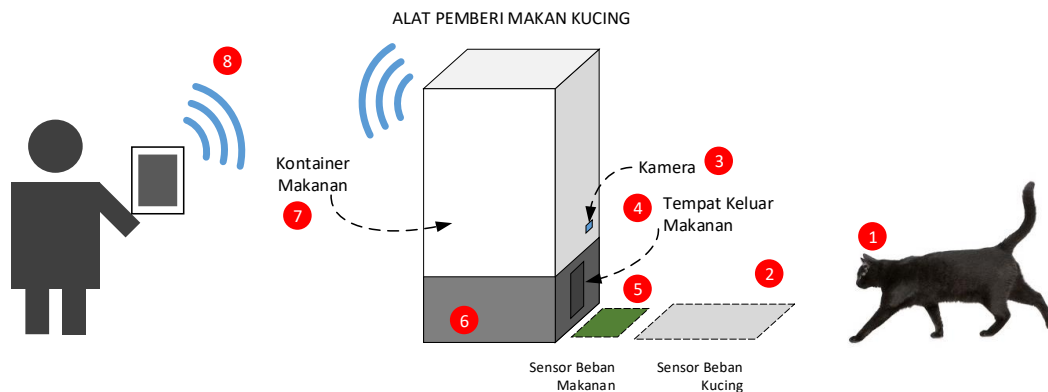 ALAT PEMBERI MAKAN KUCING
8
Kontainer
Makanan
7
Kamera
3
4
Tempat Keluar
Makanan
1
2
5
6
Sensor Beban
Makanan
Sensor Beban
Kucing